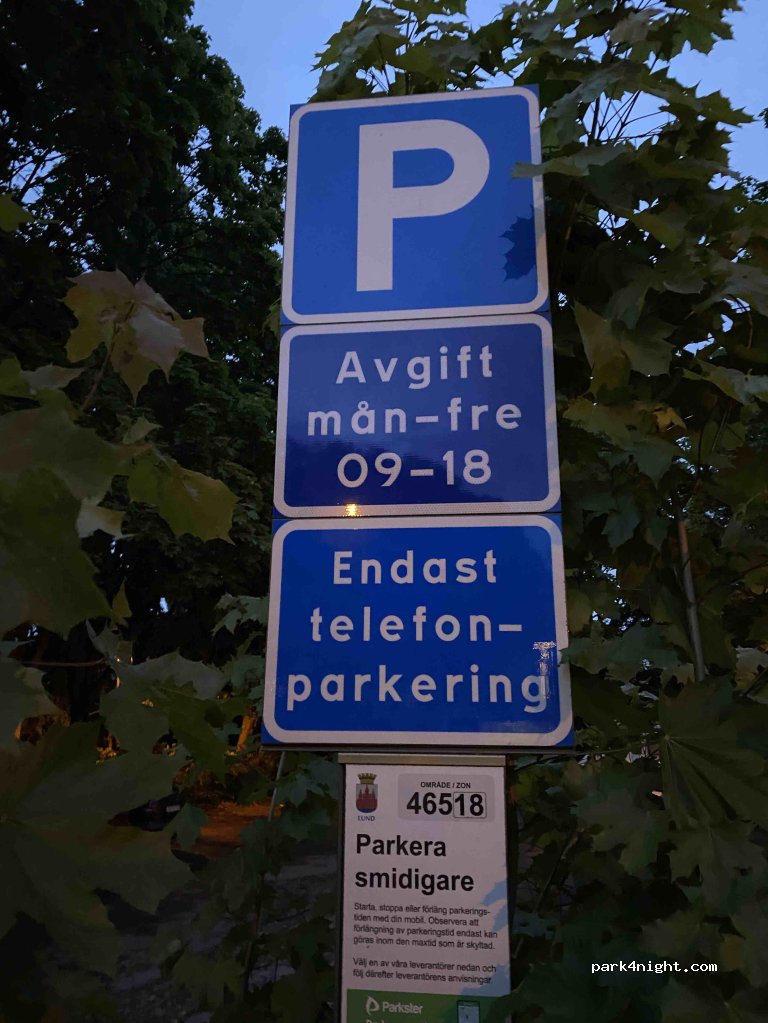 P
Avgift
mån–fre
09–18
Endast
telefon–
parkering
LUND
OMRÅDE / ZON
46518
Parkera
smidigare
Starta, stoppa eller förläng parkerings-
tiden med din mobil. Observera att
förlängning av parkeringstid endast kan
göras inom den maxtid som är skyltad.
Välj en av våra leverantörer nedan och
följ därefter leverantörens anvisningar.
Parkster
park4night.com